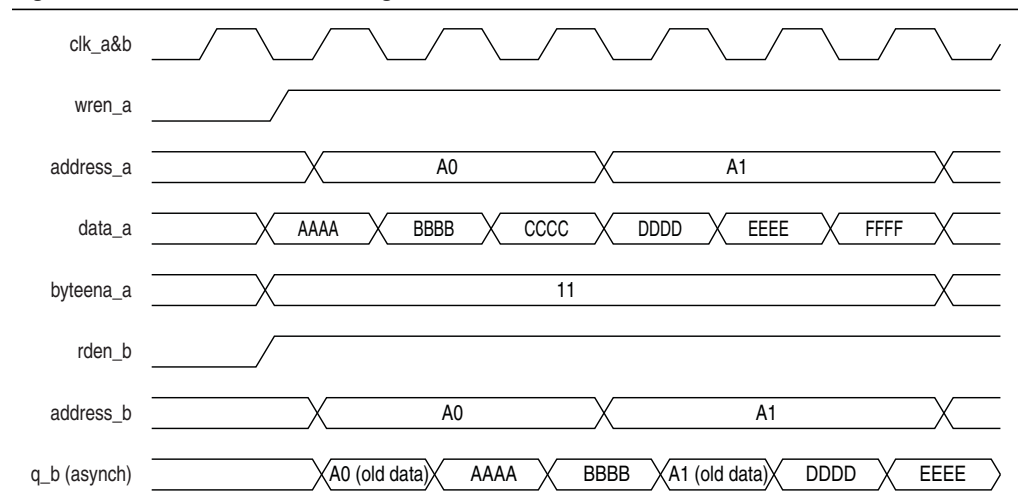 clk_a&b
wren_a
address_a A0 A1
data_a AAAA BBBB CCCC DDDD EEEE FFFF
byteena_a 11
rden_b
address_b A0 A1
q_b (asynch) A0 (old data) AAAA BBBB A1 (old data) DDDD EEEE